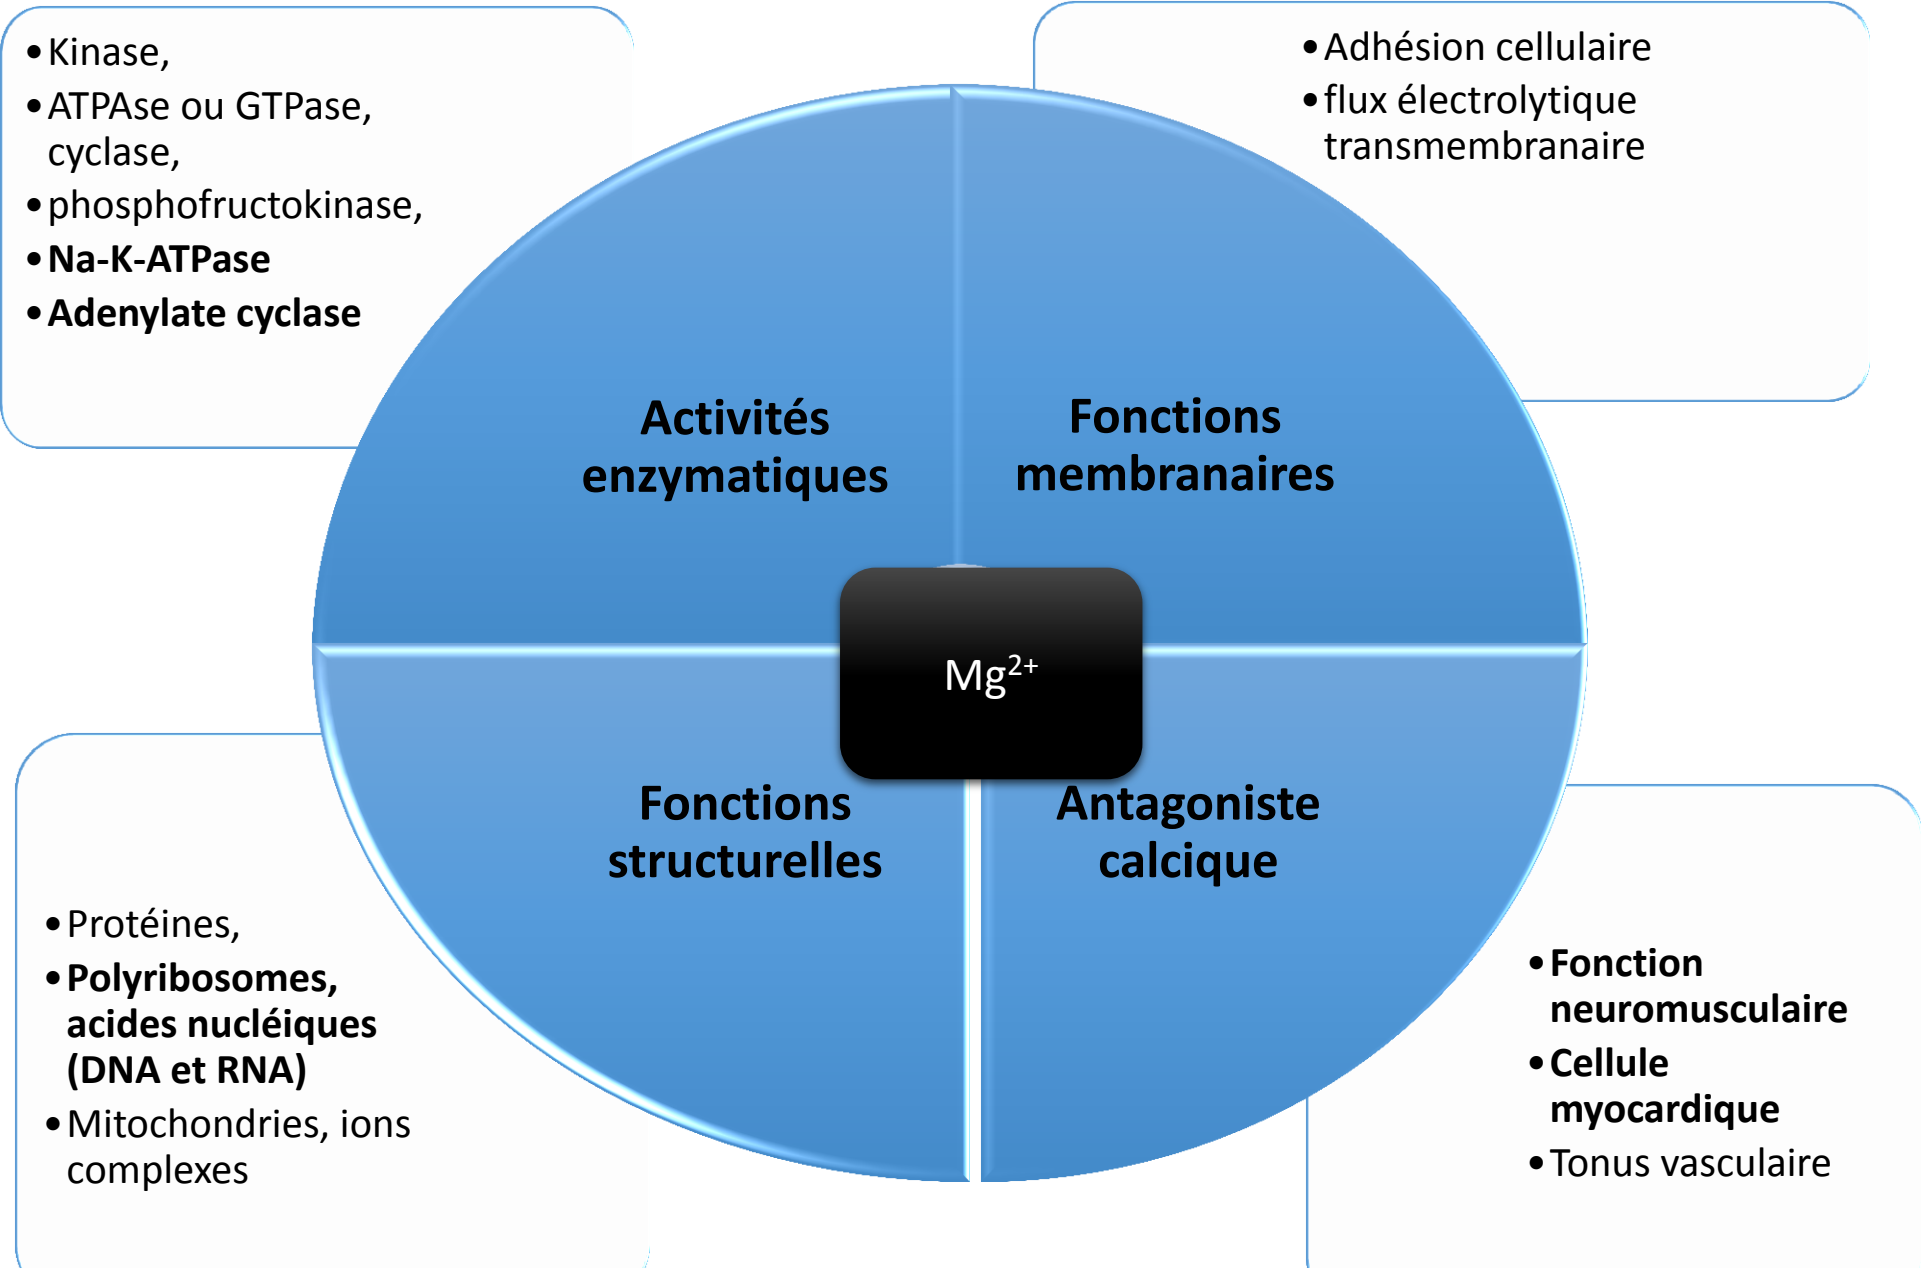 •Kinase,
•ATPAse ou GTPase,
cyclase,
•phosphofructokinase,
•Na-K-ATPase
•Adenylate cyclase
•Adhésion cellulaire
•flux électrolytique
transmembranaire
Activités
enzymatiques
Fonctions
membranaires
Mg²⁺
Fonctions
structurelles
Antagoniste
calcique
•Protéines,
•Polyribosomes,
acides nucléiques
(DNA et RNA)
•Mitochondries, ions
complexes
•Fonction
neuromusculaire
•Cellule
myocardique
•Tonus vasculaire